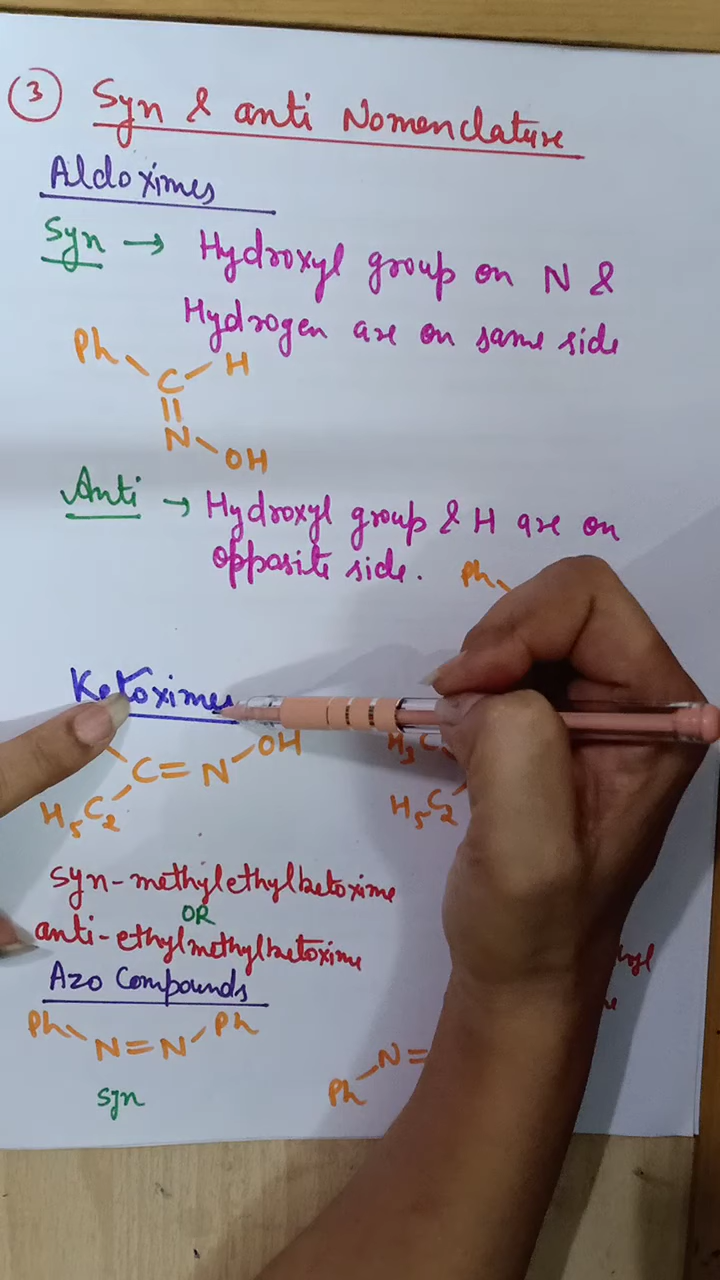 3 Syn & anti Nomenclature
Aldoximes
Syn → Hydroxyl group on N &
Hydrogen are on same side
Ph H
C
N
OH
Anti → Hydroxyl group & H are on
opposite side.
Ph
Ketoximes
C=N OH
H5C2
H3C
H5C2
syn-methylethylketoxime
OR
anti-ethylmethylketoxime
Azo Compounds
Ph N=N Ph
syn
Ph N=